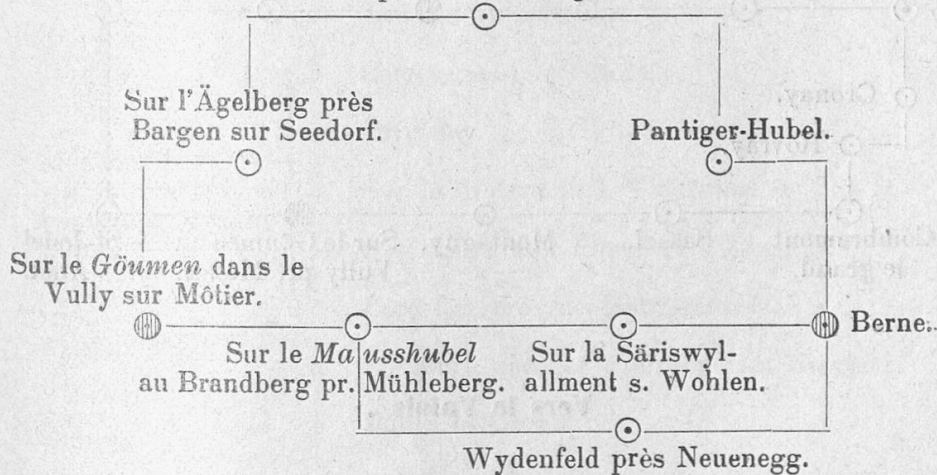 Sur l'Ägelberg près
Bargen sur Seedorf.
Pantiger-Hubel.
Sur le Göumen dans le
Vully sur Môtier.
Berne.
Sur le Mausshubel
au Brandberg pr. Mühleberg.
Sur la Säriswyl-
allment s. Wohlen.
Wydenfeld près Neuenegg.